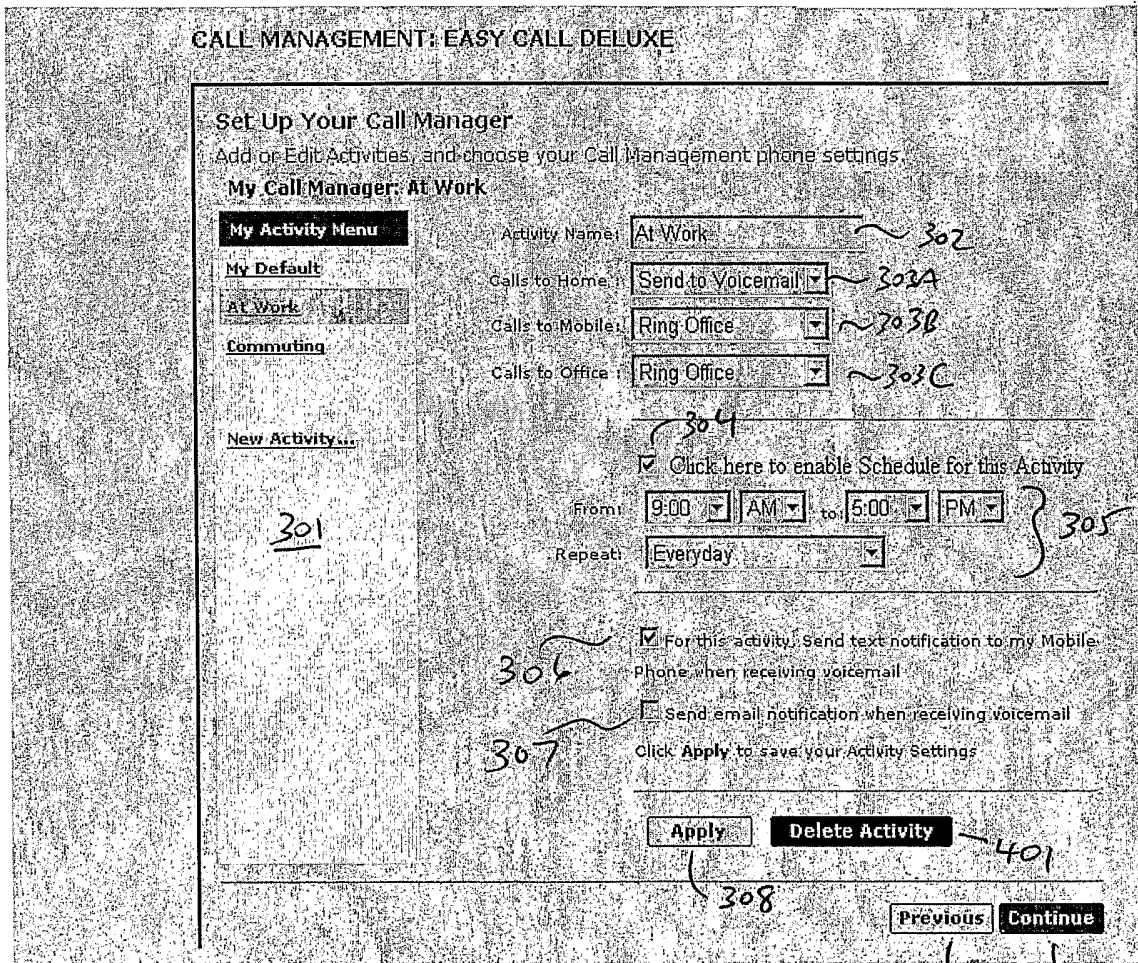 CALL MANAGEMENT: EASY CALL DELUXE
Set Up Your Call Manager
Add or Edit Activities, and choose your Call Management phone settings.
My Call Manager: At Work
My Activity Menu
My Default
At Work
Commuting
New Activity...
301
Activity Name: At Work 302
Calls to Home : Send to Voicemail 303A
Calls to Mobile: Ring Office 303B
Calls to Office : Ring Office 303C
304
Click here to enable Schedule for this Activity
From: 9:00 AM to 5:00 PM 305
Repeat: Everyday
306 For this activity, Send text notification to my Mobile
Phone when receiving voicemail
307 Send email notification when receiving voicemail
Click Apply to save your Activity Settings
Apply Delete Activity 401
308
Previous Continue